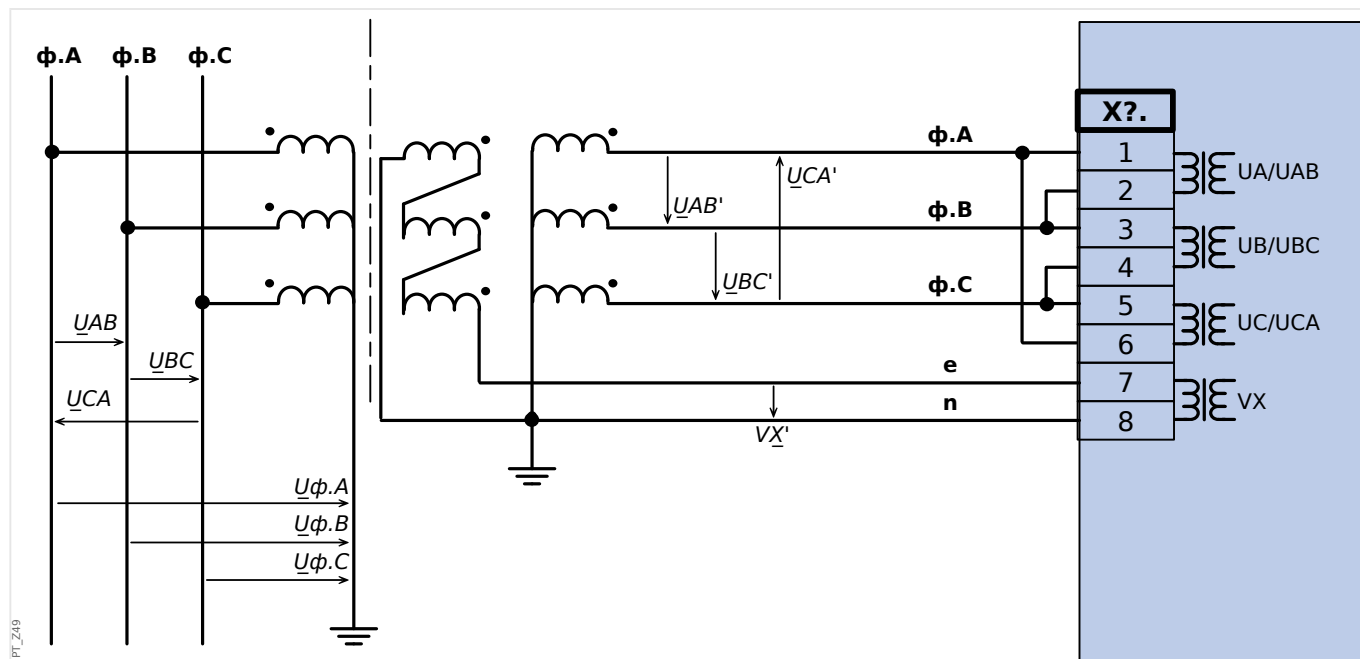 ф.А ф.В ф.С
X?.
1
2
3
4
5
6
7
8
UA/UAB
UB/UBC
UC/UCA
VX
ф.А
ф.В
ф.С
e
n
UAB'
UBC'
UCA'
VX'
UAB
UBC
UCA
Uф.A
Uф.B
Uф.C
PT_Z49